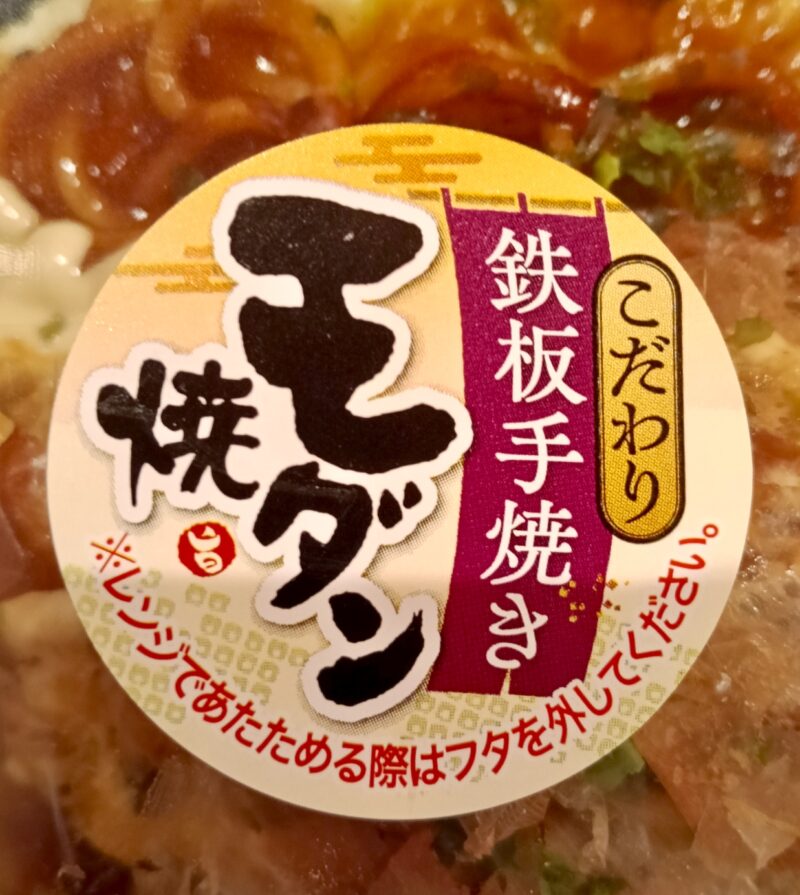 こだわり
鉄板手焼き
モダン
焼
旨
※レンジであたためる際はフタを外してください。